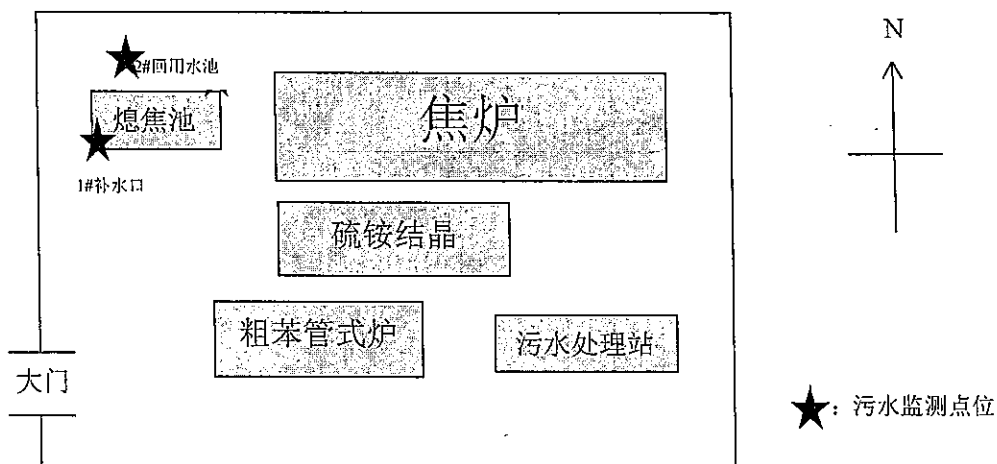 N
2#回用水池
熄焦池
焦炉
1#补水口
硫铵结晶
粗苯管式炉
污水处理站
大门
★：污水监测点位